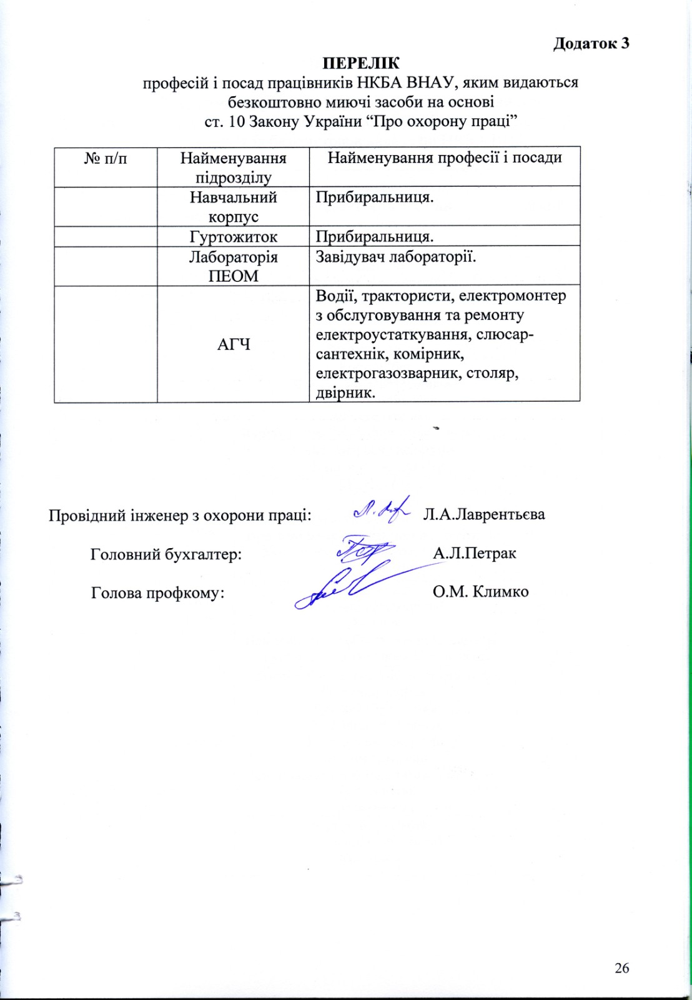 Додаток 3
ПЕРЕЛІК
професій і посад працівників НКБА ВНАУ, яким видаються
безкоштовно миючі засоби на основі
ст. 10 Закону України “Про охорону праці”
№ п/п
Найменування
підрозділу
Найменування професії і посади
Навчальний
корпус
Прибиральниця.
Гуртожиток
Прибиральниця.
Лабораторія
ПЕОМ
Завідувач лабораторії.
АГЧ
Водії, трактористи, електромонтер
з обслуговування та ремонту
електроустаткування, слюсар-
сантехнік, комірник,
електрогазозварник, столяр,
двірник.
Провідний інженер з охорони праці: Л.А.Лаврентьєва
Головний бухгалтер: А.Л.Петрак
Голова профкому: О.М. Климко
26